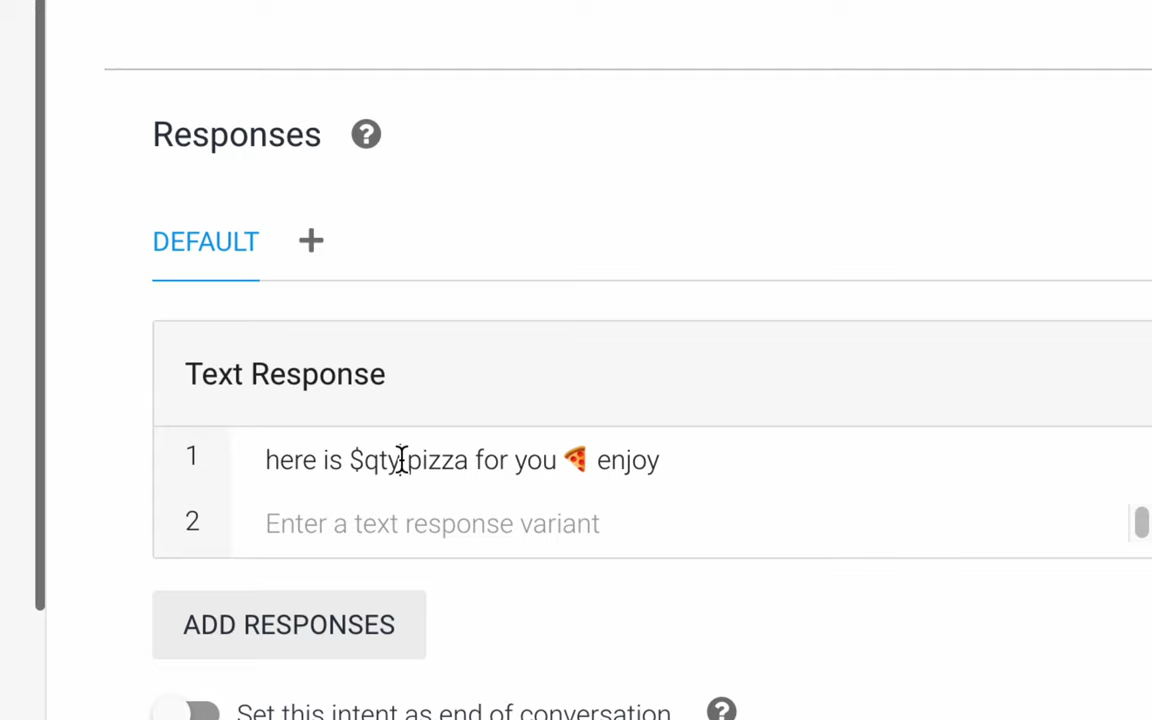 Responses
DEFAULT
Text Response
1 here is $qty pizza for you 🍕 enjoy
2 Enter a text response variant
ADD RESPONSES
Set this intent as end of conversation